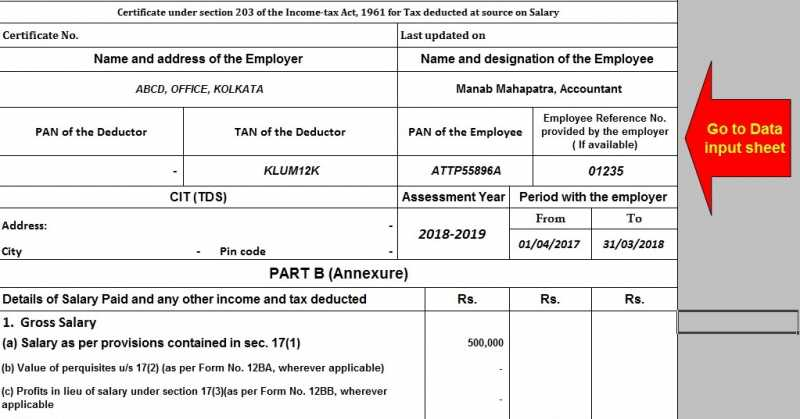 Certificate under section 203 of the Income-tax Act, 1961 for Tax deducted at source on Salary
Certificate No.
Last updated on
Name and address of the Employer
Name and designation of the Employee
ABCD, OFFICE, KOLKATA
Manab Mahapatra, Accountant
PAN of the Deductor
TAN of the Deductor
PAN of the Employee
Employee Reference No.
provided by the employer
( If available)
-
KLUM12K
ATTP55896A
01235
CIT (TDS)
Assessment Year
Period with the employer
Address:
-
City
-
Pin code
-
2018-2019
From
To
01/04/2017
31/03/2018
PART B (Annexure)
Details of Salary Paid and any other income and tax deducted
Rs.
Rs.
Rs.
1. Gross Salary
(a) Salary as per provisions contained in sec. 17(1)
500,000
(b) Value of perquisites u/s 17(2) (as per Form No. 12BA, wherever applicable)
-
(c) Profits in lieu of salary under section 17(3)(as per Form No. 12BB, wherever
applicable
-
Go to Data
input sheet